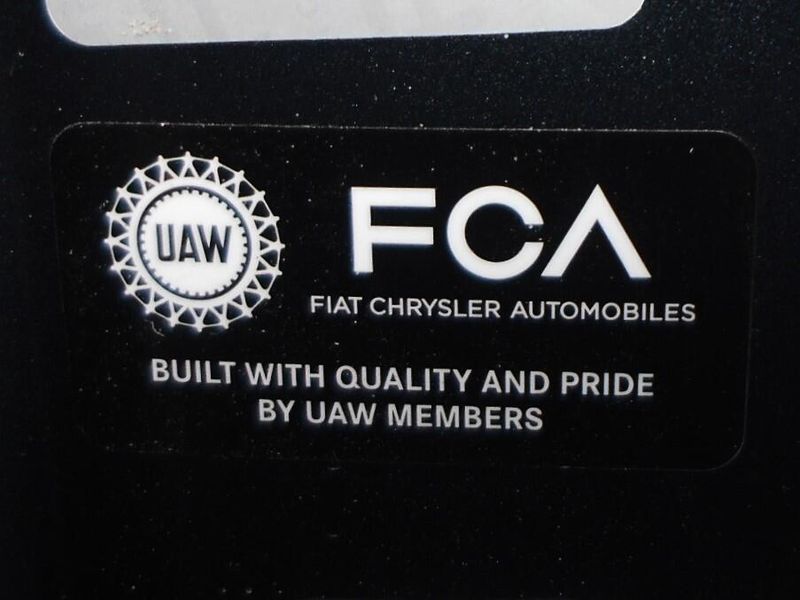 UAW
FCA
FIAT CHRYSLER AUTOMOBILES
BUILT WITH QUALITY AND PRIDE
BY UAW MEMBERS